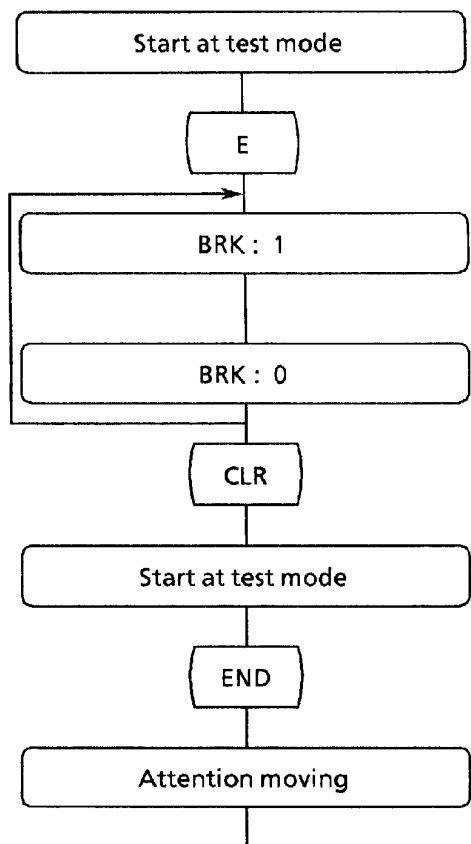 Start at test mode
E
BRK : 1
BRK : 0
CLR
Start at test mode
END
Attention moving